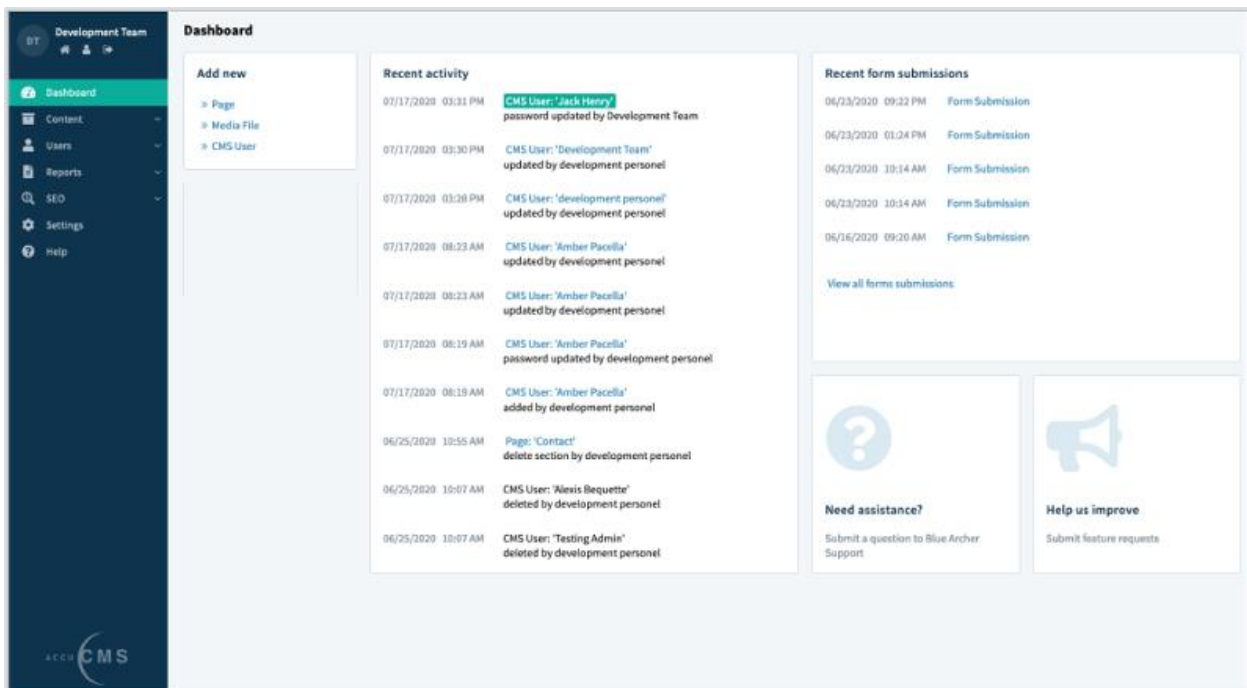 DT
Development Team
Dashboard
Content
Users
Reports
SEO
Settings
Help
ACCU CMS
Dashboard
Add new
» Page
» Media File
» CMS User
Recent activity
07/17/2020 03:31 PM CMS User: 'Jack Henry'
password updated by Development Team
07/17/2020 03:30 PM CMS User: 'Development Team'
updated by development personel
07/17/2020 03:28 PM CMS User: 'development personel'
updated by development personel
07/17/2020 08:23 AM CMS User: 'Amber Pacella'
updated by development personel
07/17/2020 08:23 AM CMS User: 'Amber Pacella'
updated by development personel
07/17/2020 08:19 AM CMS User: 'Amber Pacella'
password updated by development personel
07/17/2020 08:19 AM CMS User: 'Amber Pacella'
added by development personel
06/25/2020 10:55 AM Page: 'Contact'
delete section by development personel
06/25/2020 10:07 AM CMS User: 'Alexis Bequette'
deleted by development personel
06/25/2020 10:07 AM CMS User: 'Testing Admin'
deleted by development personel
Recent form submissions
06/23/2020 09:22 PM Form Submission
06/23/2020 01:24 PM Form Submission
06/23/2020 10:14 AM Form Submission
06/23/2020 10:14 AM Form Submission
06/16/2020 09:20 AM Form Submission
View all forms submissions
Need assistance?
Submit a question to Blue Archer
Support
Help us improve
Submit feature requests